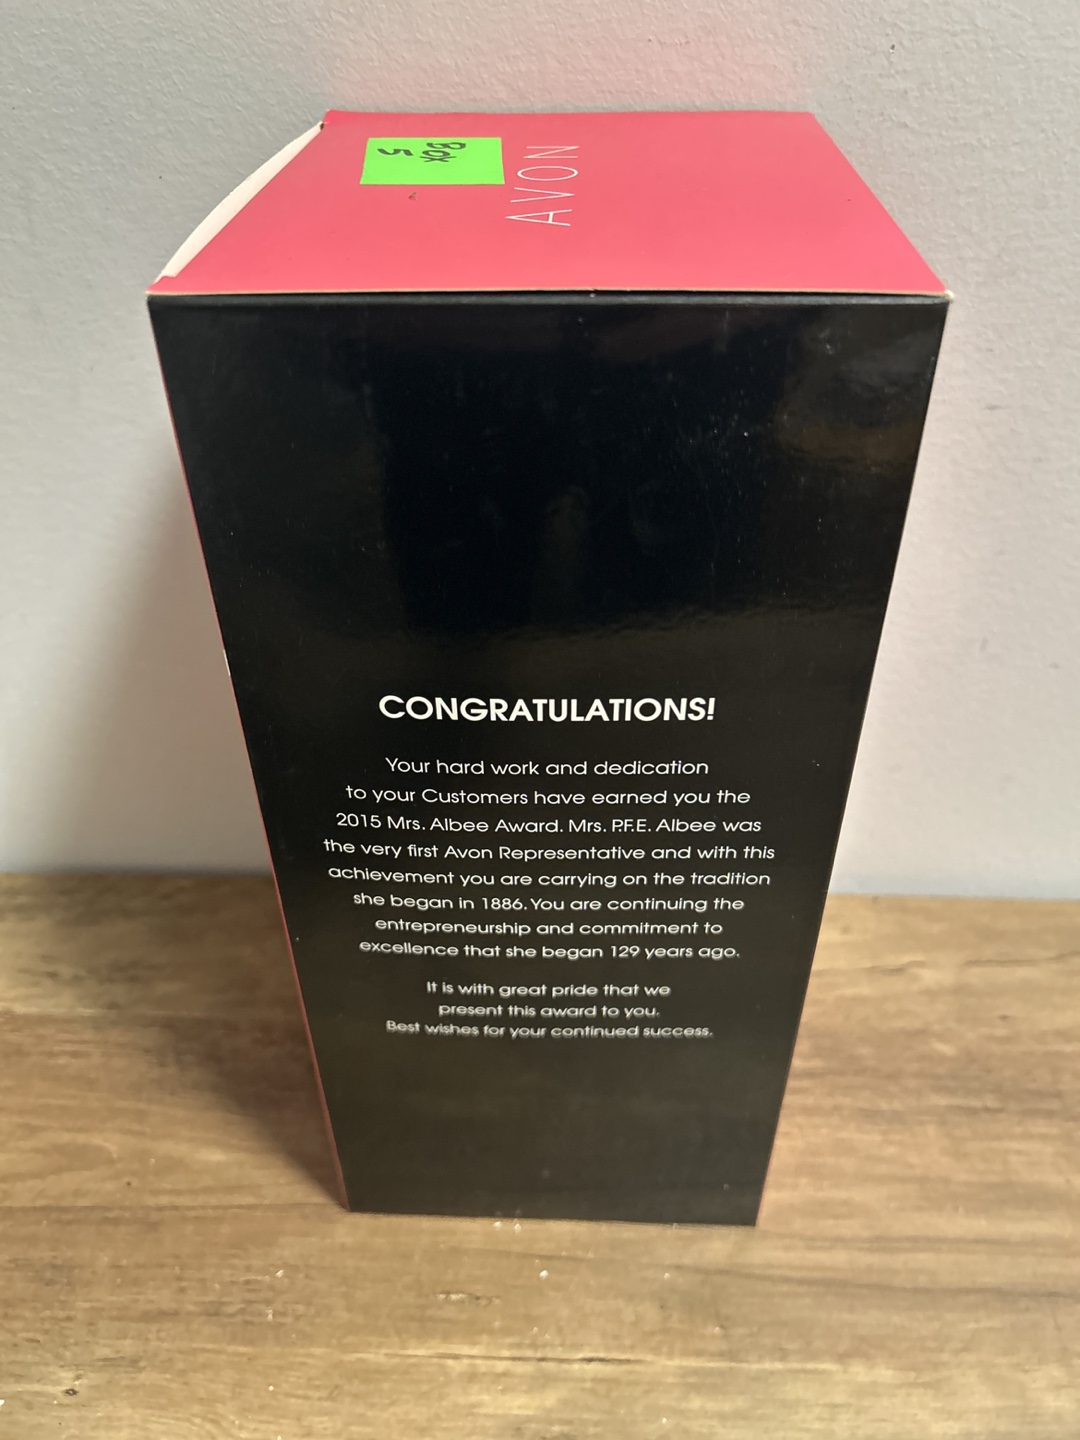 BOX
5
AVON
CONGRATULATIONS!
Your hard work and dedication
to your Customers have earned you the
2015 Mrs. Albee Award. Mrs. P.F.E. Albee was
the very first Avon Representative and with this
achievement you are carrying on the tradition
she began in 1886. You are continuing the
entrepreneurship and commitment to
excellence that she began 129 years ago.
It is with great pride that we
present this award to you.
Best wishes for your continued success.